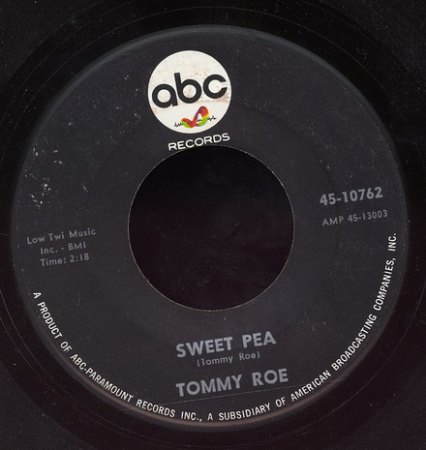 abc
RECORDS
45-10762
AMP 45-13003
Low Twi Music
Inc. - BMI
Time: 2:18
SWEET PEA
(Tommy Roe)
TOMMY ROE
A PRODUCT OF ABC-PARAMOUNT RECORDS INC., A SUBSIDIARY OF AMERICAN BROADCASTING COMPANIES, INC.